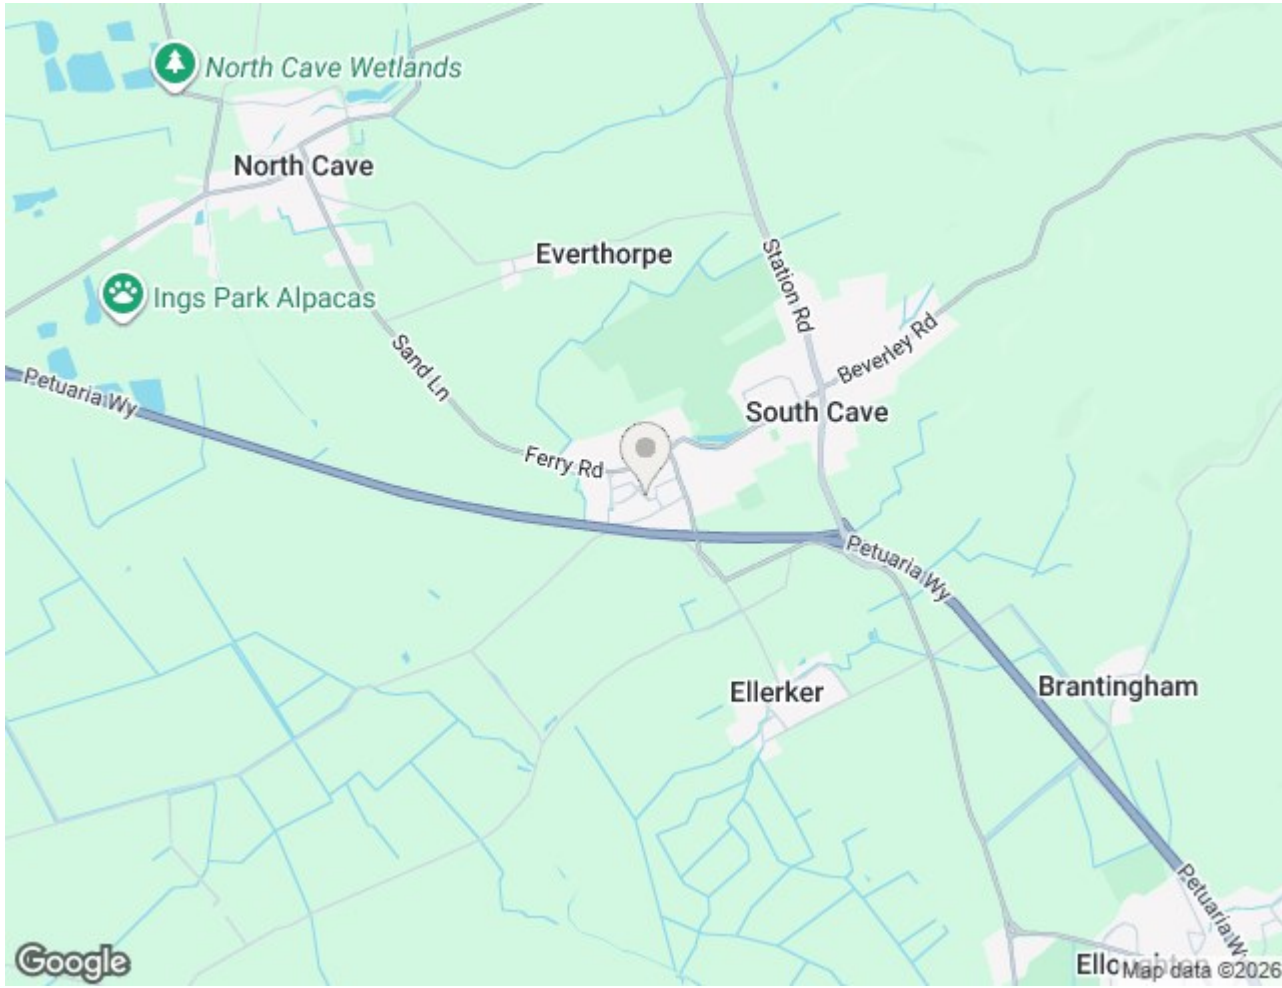 North Cave Wetlands
North Cave
Everthorpe
Station Rd
Ings Park Alpacas
Sand Ln
Beverley Rd
Petuaria Wy
South Cave
Ferry Rd
Petuaria Wy
Ellerker
Brantingham
Petuaria W
Google
Map data ©2026